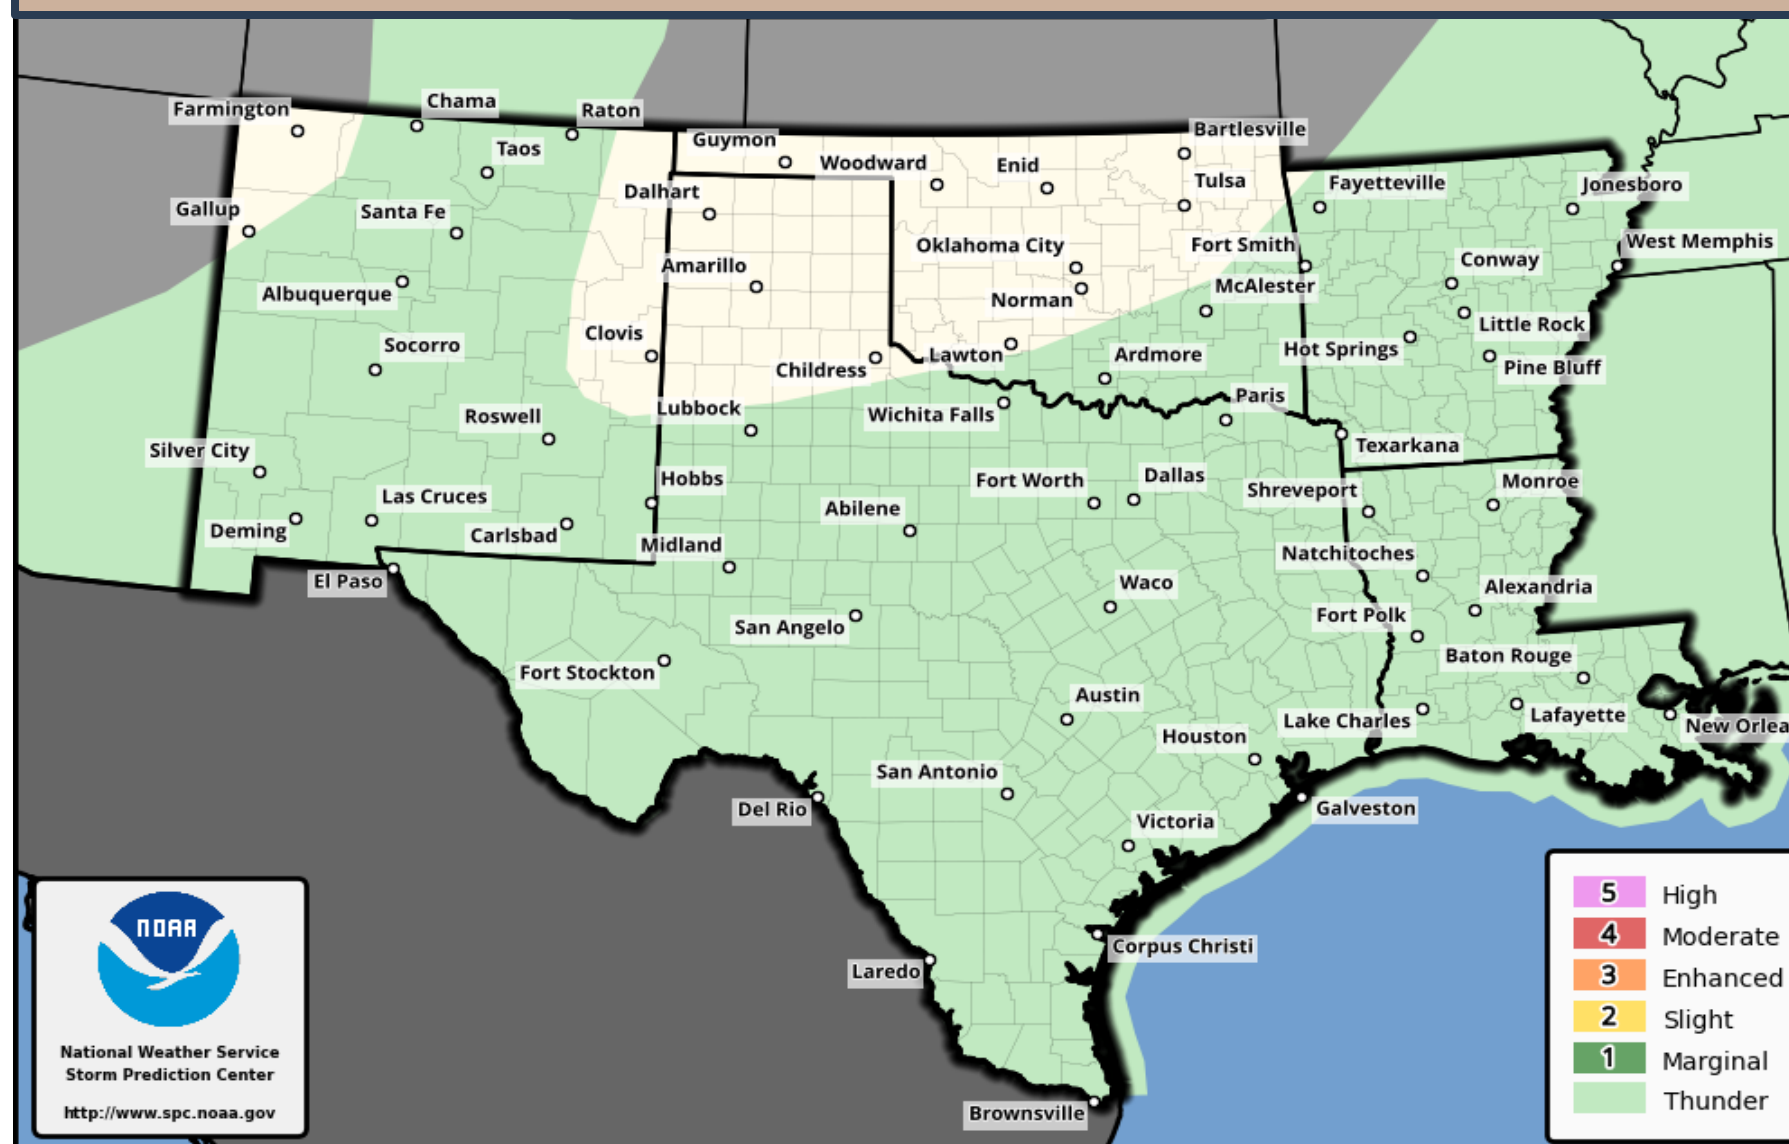 Farmington
Chama
Raton
Taos
Guymon
Woodward
Enid
Bartlesville
Tulsa
Fayetteville
Jonesboro
Gallup
Santa Fe
Dalhart
Oklahoma City
Fort Smith
West Memphis
Amarillo
Conway
Albuquerque
Norman
McAlester
Little Rock
Clovis
Socorro
Childress
Lawton
Ardmore
Hot Springs
Pine Bluff
Roswell
Lubbock
Wichita Falls
Paris
Texarkana
Silver City
Las Cruces
Hobbs
Abilene
Fort Worth
Dallas
Shreveport
Monroe
Deming
Carlsbad
Midland
El Paso
Natchitoches
Waco
Alexandria
San Angelo
Fort Polk
Fort Stockton
Baton Rouge
Austin
Lake Charles
Lafayette
New Orlea
Houston
San Antonio
Del Rio
Galveston
Victoria
Corpus Christi
Laredo
Brownsville
NOAA
National Weather Service
Storm Prediction Center
http://www.spc.noaa.gov
5 High
4 Moderate
3 Enhanced
2 Slight
1 Marginal
Thunder